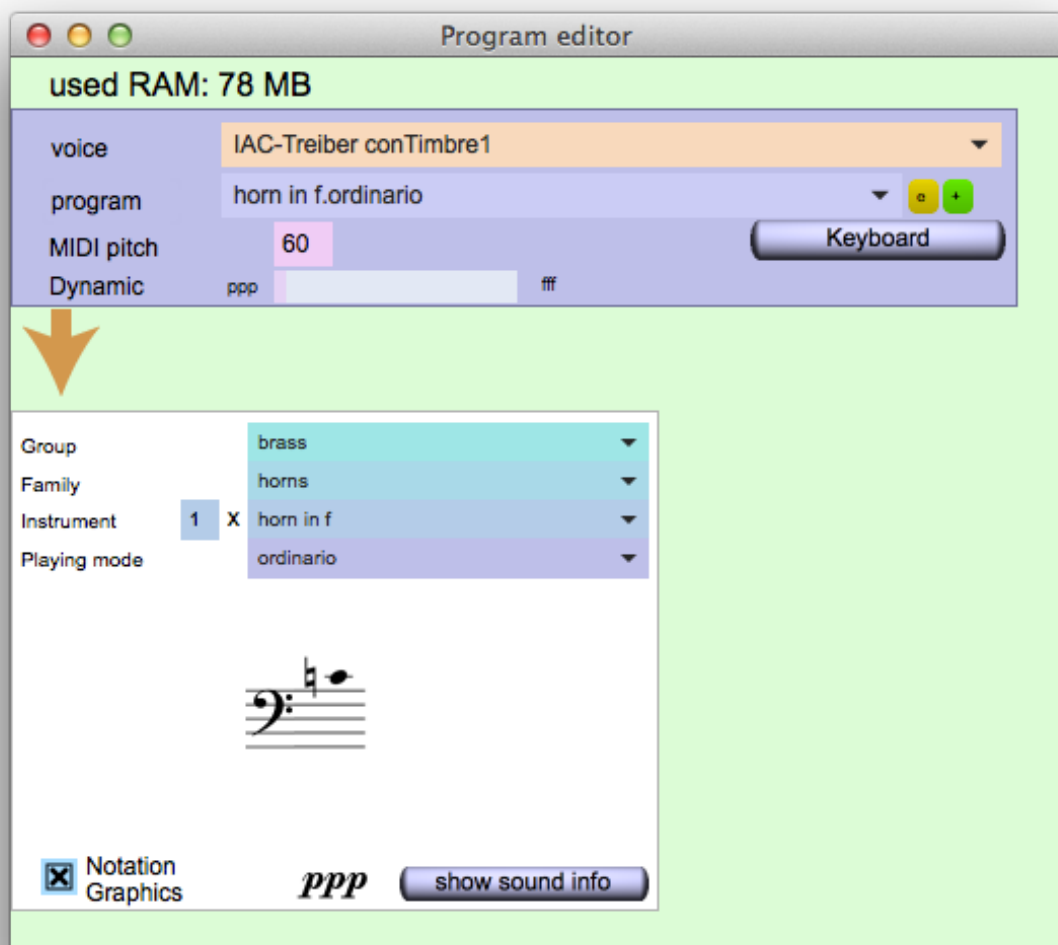 Program editor
used RAM: 78 MB
voice IAC-Treiber conTimbre1
program horn in f.ordinario e +
MIDI pitch 60 Keyboard
Dynamic ppp fff
Group brass
Family horns
Instrument 1 X horn in f
Playing mode ordinario
Notation
Graphics
ppp show sound info